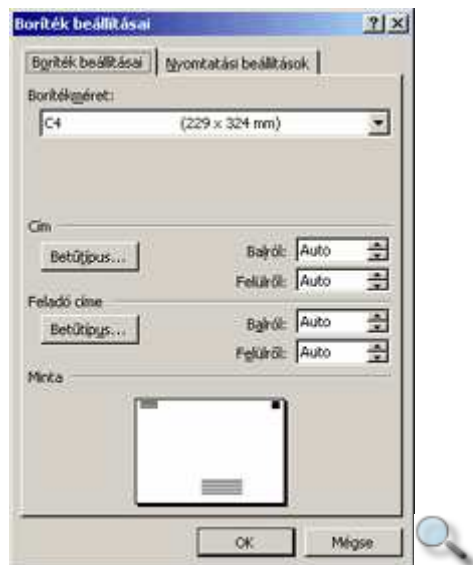 Boríték beállításai
Boríték beállításai Nyomtatási beállítások
Borítékméret:
C4 (229 x 324 mm)
Cím
Betűtípus... Balról: Auto
Felülről: Auto
Feladó címe
Betűtípus... Balról: Auto
Felülről: Auto
Minta
OK Mégse